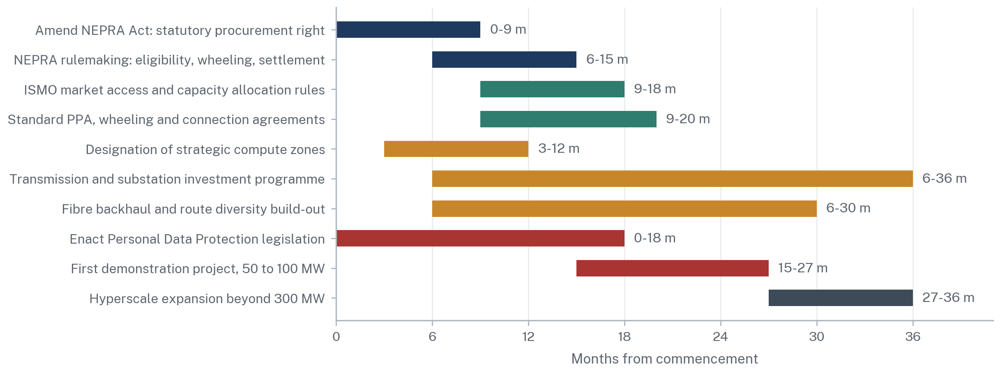 Amend NEPRA Act: statutory procurement right 0-9 m
NEPRA rulemaking: eligibility, wheeling, settlement 6-15 m
ISMO market access and capacity allocation rules 9-18 m
Standard PPA, wheeling and connection agreements 9-20 m
Designation of strategic compute zones 3-12 m
Transmission and substation investment programme 6-36 m
Fibre backhaul and route diversity build-out 6-30 m
Enact Personal Data Protection legislation 0-18 m
First demonstration project, 50 to 100 MW 15-27 m
Hyperscale expansion beyond 300 MW 27-36 m
0 6 12 18 24 30 36
Months from commencement